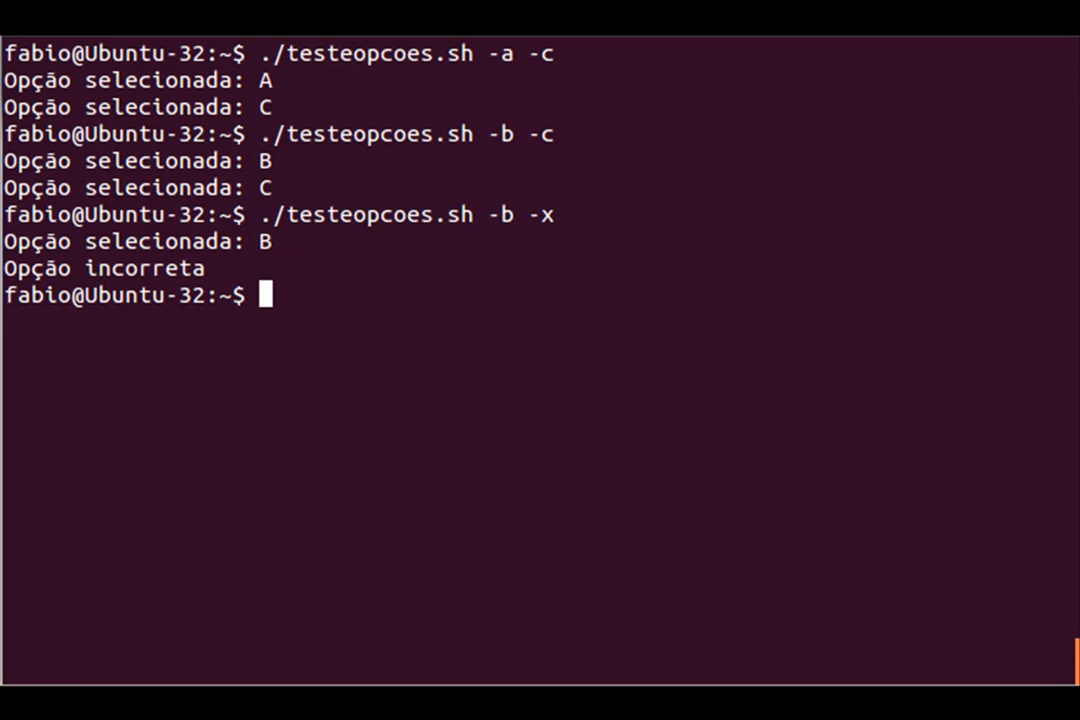 fabio@Ubuntu-32:~$ ./testeopcoes.sh -a -c
Opção selecionada: A
Opção selecionada: C
fabio@Ubuntu-32:~$ ./testeopcoes.sh -b -c
Opção selecionada: B
Opção selecionada: C
fabio@Ubuntu-32:~$ ./testeopcoes.sh -b -x
Opção selecionada: B
Opção incorreta
fabio@Ubuntu-32:~$